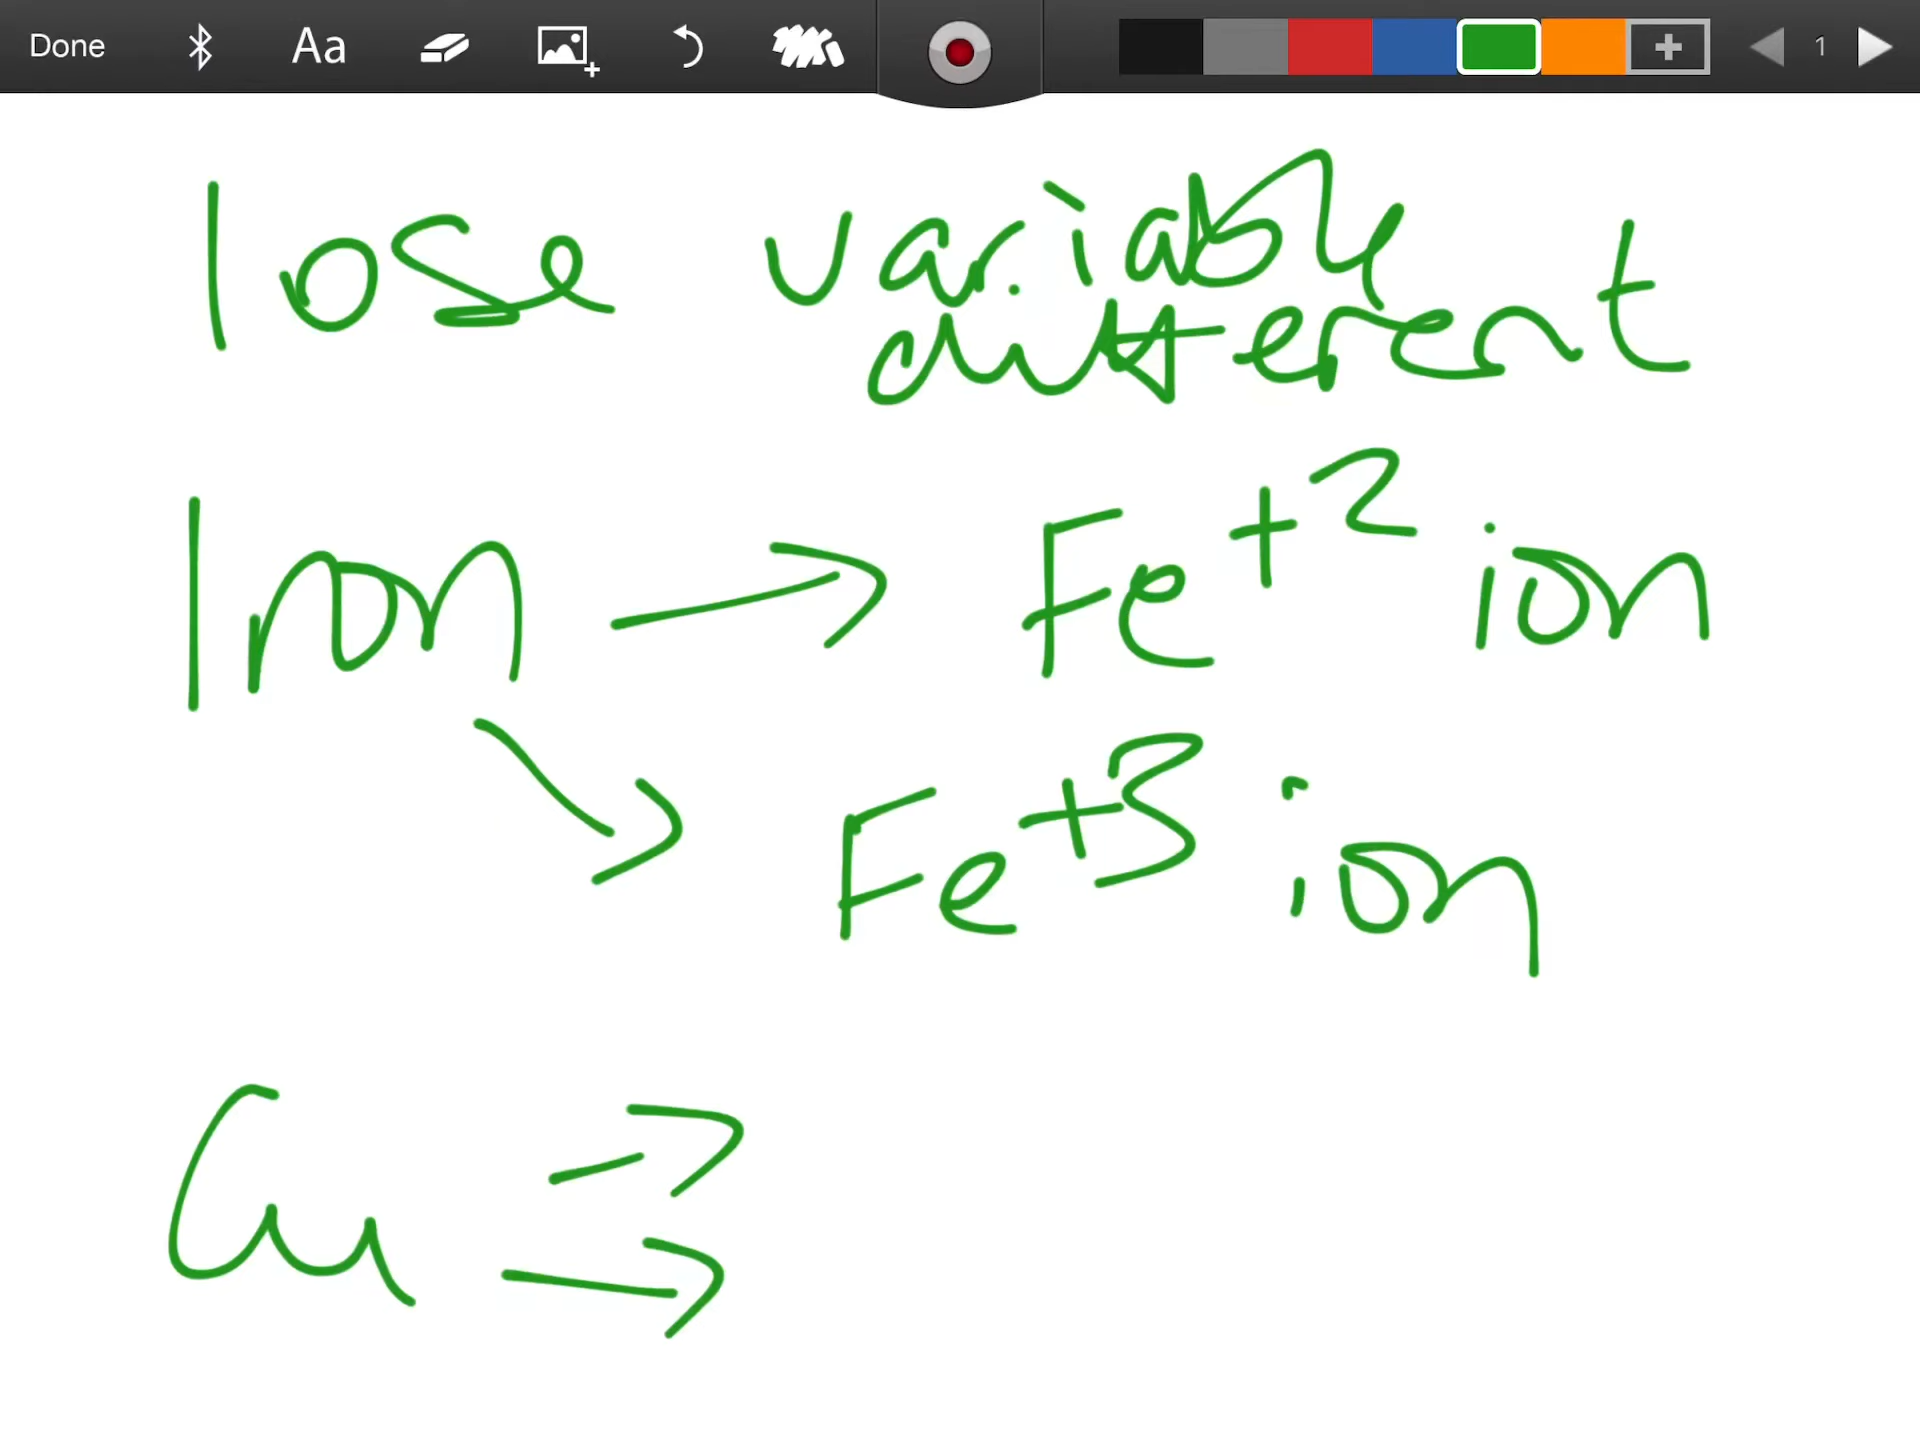 Done Aa 1
lose variable
different
Iron → Fe+2 ion
→ Fe+3 ion
Cu →
→